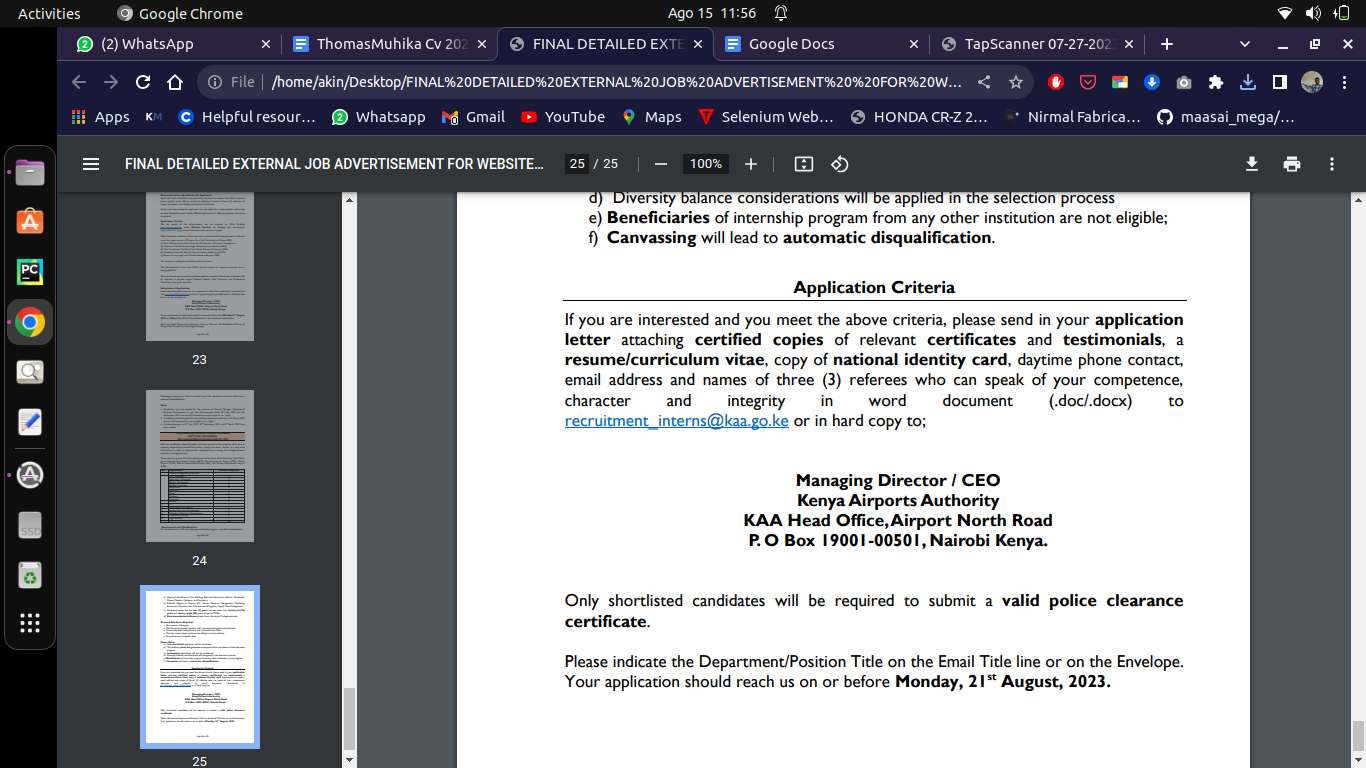 Activities
Google Chrome
Ago 15 11:56
(2) WhatsApp
ThomasMuhika Cv 202
FINAL DETAILED EXTE
Google Docs
TapScanner 07-27-202
File
/home/akin/Desktop/FINAL%20DETAILED%20EXTERNAL%20JOB%20ADVERTISEMENT%20%20FOR%20W...
Apps
KM
Helpful resour...
Whatsapp
Gmail
YouTube
Maps
Selenium Web...
HONDA CR-Z 2...
Nirmal Fabrica...
maasai_mega/...
FINAL DETAILED EXTERNAL JOB ADVERTISEMENT FOR WEBSITE...
25 / 25
100%
23
24
25
d) Diversity balance considerations will be applied in the selection process
e) Beneficiaries of internship program from any other institution are not eligible;
f) Canvassing will lead to automatic disqualification.
Application Criteria
If you are interested and you meet the above criteria, please send in your application
letter attaching certified copies of relevant certificates and testimonials, a
resume/curriculum vitae, copy of national identity card, daytime phone contact,
email address and names of three (3) referees who can speak of your competence,
character and integrity in word document (.doc/.docx) to
recruitment_interns@kaa.go.ke or in hard copy to;
Managing Director / CEO
Kenya Airports Authority
KAA Head Office, Airport North Road
P. O Box 19001-00501, Nairobi Kenya.
Only shortlisted candidates will be required to submit a valid police clearance
certificate.
Please indicate the Department/Position Title on the Email Title line or on the Envelope.
Your application should reach us on or before Monday, 21st August, 2023.
PC
SSD